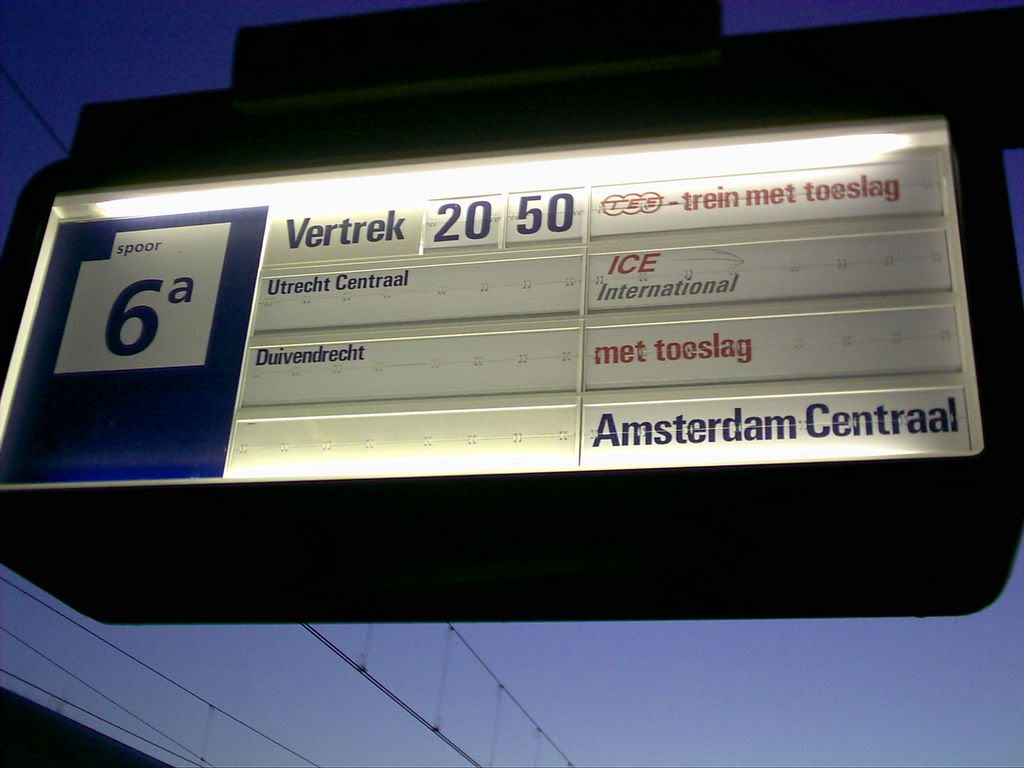 spoor
6a
Vertrek 20 50
Utrecht Centraal
Duivendrecht
TEE-trein met toeslag
ICE
International
met toeslag
Amsterdam Centraal